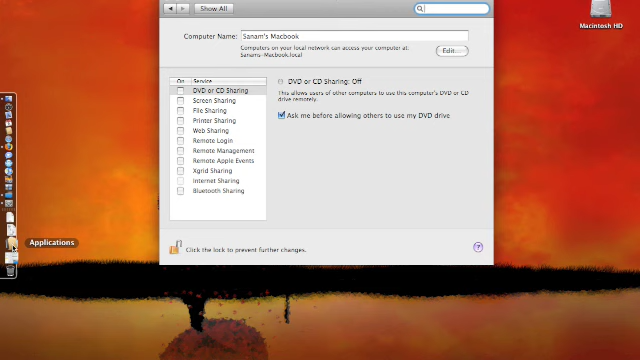 Show All
Macintosh HD
Computer Name: Sanam's Macbook
Computers on your local network can access your computer at:
Sanams-Macbook.local
Edit...
On Service
DVD or CD Sharing
Screen Sharing
File Sharing
Printer Sharing
Web Sharing
Remote Login
Remote Management
Remote Apple Events
Xgrid Sharing
Internet Sharing
Bluetooth Sharing
DVD or CD Sharing: Off
This allows users of other computers to use this computer's DVD or CD
drive remotely.
Ask me before allowing others to use my DVD drive
Applications
Click the lock to prevent further changes.
?